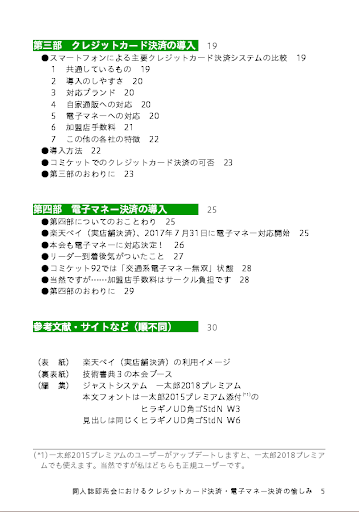 第三部　クレジットカード決済の導入　19
●スマートフォンによる主要クレジットカード決済システムの比較　19
1　共通しているもの　19
2　導入のしやすさ　20
3　対応ブランド　20
4　自家通販への対応　20
5　電子マネーへの対応　20
6　加盟店手数料　21
7　この他の各社の特徴　22
●導入方法　22
●コミケットでのクレジットカード決済の可否　23
●第三部のおわりに　23
第四部　電子マネー決済の導入　25
●第四部についてのおことわり　25
●楽天ペイ（実店舗決済）、2017年7月31日に電子マネー対応開始　25
●本会も電子マネーに対応決定！　26
●リーダー到着後気がついたこと　27
●コミケット92では「交通系電子マネー無双」状態　28
●当然ですが……加盟店手数料はサークル負担です　28
●第四部のおわりに　29
参考文献・サイトなど（順不同）　30
（表　紙）　楽天ペイ（実店舗決済）の利用イメージ
（裏表紙）　技術書典3の本会ブース
（編　集）　ジャストシステム　一太郎2018プレミアム
本文フォントは一太郎2015プレミアム添付(*1)の
ヒラギノUD角ゴStdN W3
見出しは同じくヒラギノUD角ゴStdN W6
(*1)一太郎2015プレミアムのユーザーがアップデートしますと、一太郎2018プレミア
ムでも使えます。当然ですが私はどちらも正規ユーザーです。
同人誌即売会におけるクレジットカード決済・電子マネー決済の愉しみ　5